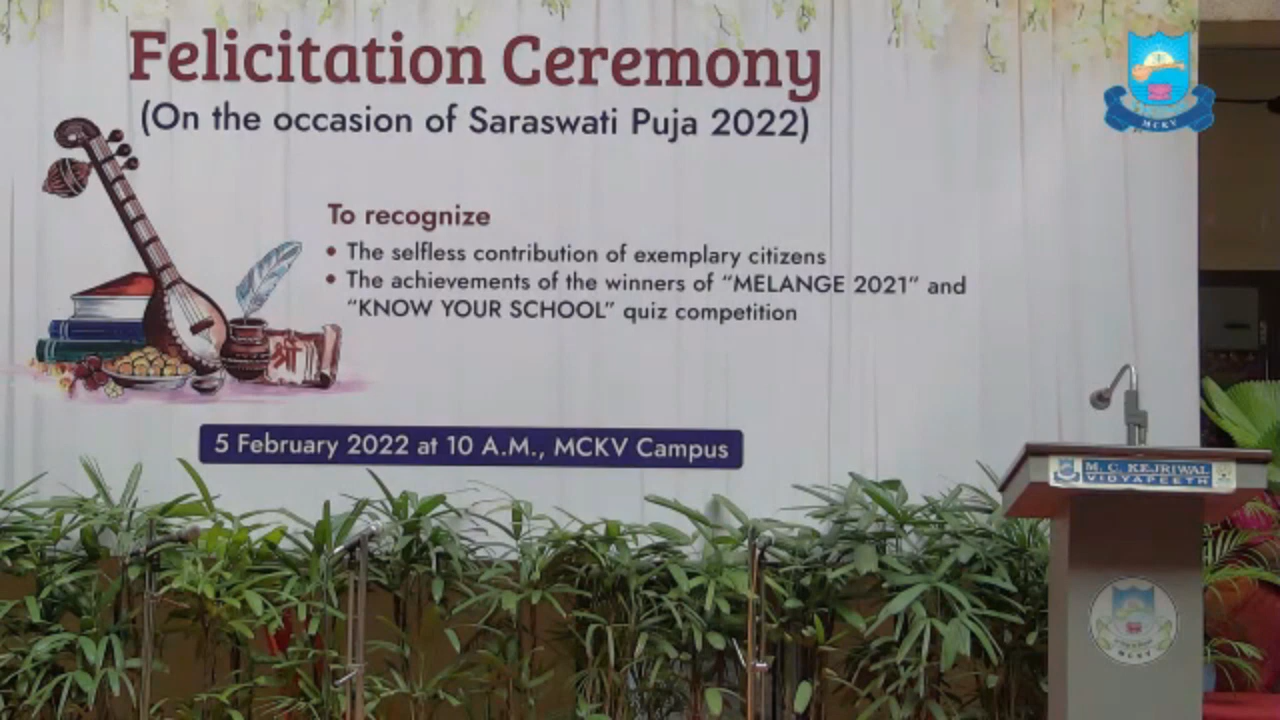 Felicitation Ceremony
(On the occasion of Saraswati Puja 2022)
MCKV
To recognize
• The selfless contribution of exemplary citizens
• The achievements of the winners of “MELANGE 2021” and
“KNOW YOUR SCHOOL” quiz competition
श्री
5 February 2022 at 10 A.M., MCKV Campus
M. C. KEJRIWAL
VIDYAPEETH
MCKV